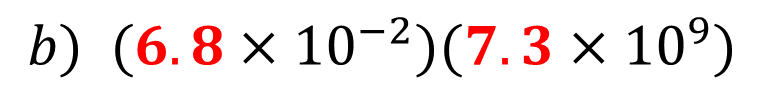 b) (6.8 × 10⁻²)(7.3 × 10⁹)